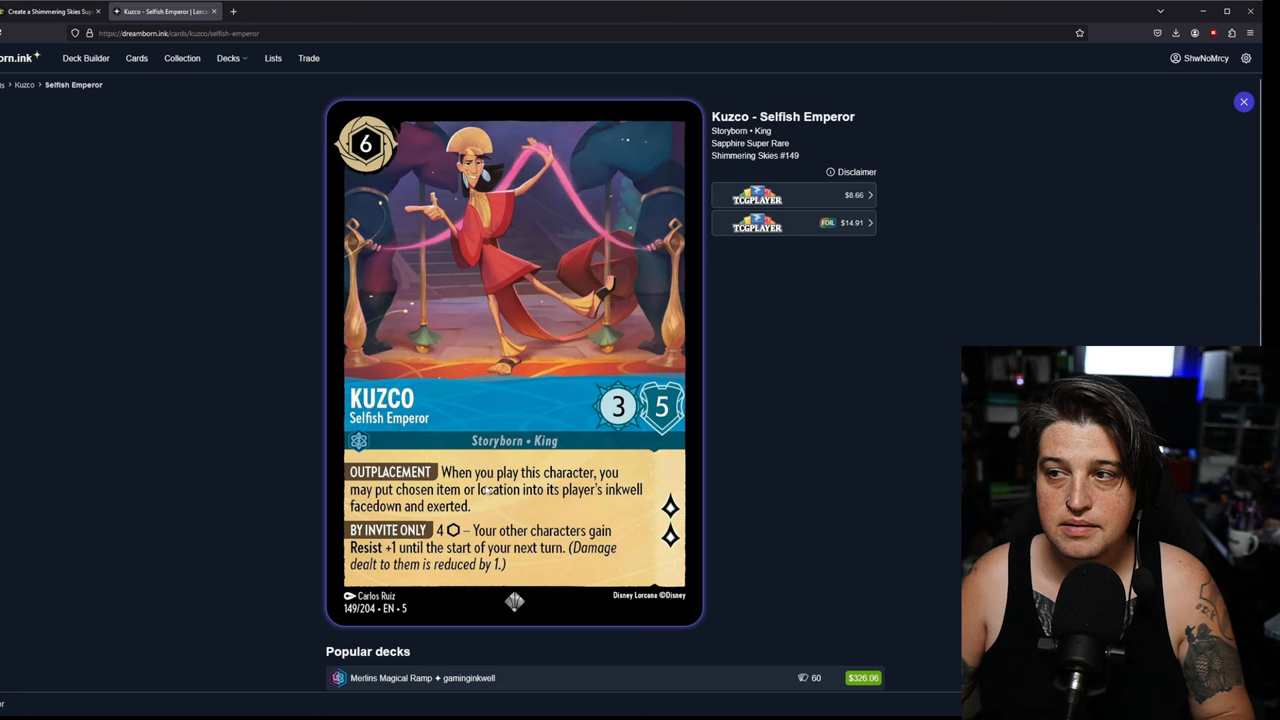 Create a Shimmering Skies Sup
Kuzco - Selfish Emperor | Lorc
https://dreamborn.ink/cards/kuzco/selfish-emperor
orn.ink
Deck Builder
Cards
Collection
Decks
Lists
Trade
ShwNoMrcy
ds > Kuzco > Selfish Emperor
6
KUZCO
Selfish Emperor
3
5
Storyborn • King
OUTPLACEMENT When you play this character, you
may put chosen item or location into its player's inkwell
facedown and exerted.
BY INVITE ONLY 4 ⬡ – Your other characters gain
Resist +1 until the start of your next turn. (Damage
dealt to them is reduced by 1.)
Carlos Ruiz
149/204 • EN • 5
Disney Lorcana ©Disney
Kuzco - Selfish Emperor
Storyborn • King
Sapphire Super Rare
Shimmering Skies #149
Disclaimer
TCGPLAYER
$8.66
TCGPLAYER
FOIL
$14.91
Popular decks
Merlins Magical Ramp ✦ gaminginkwell
60
$326.06